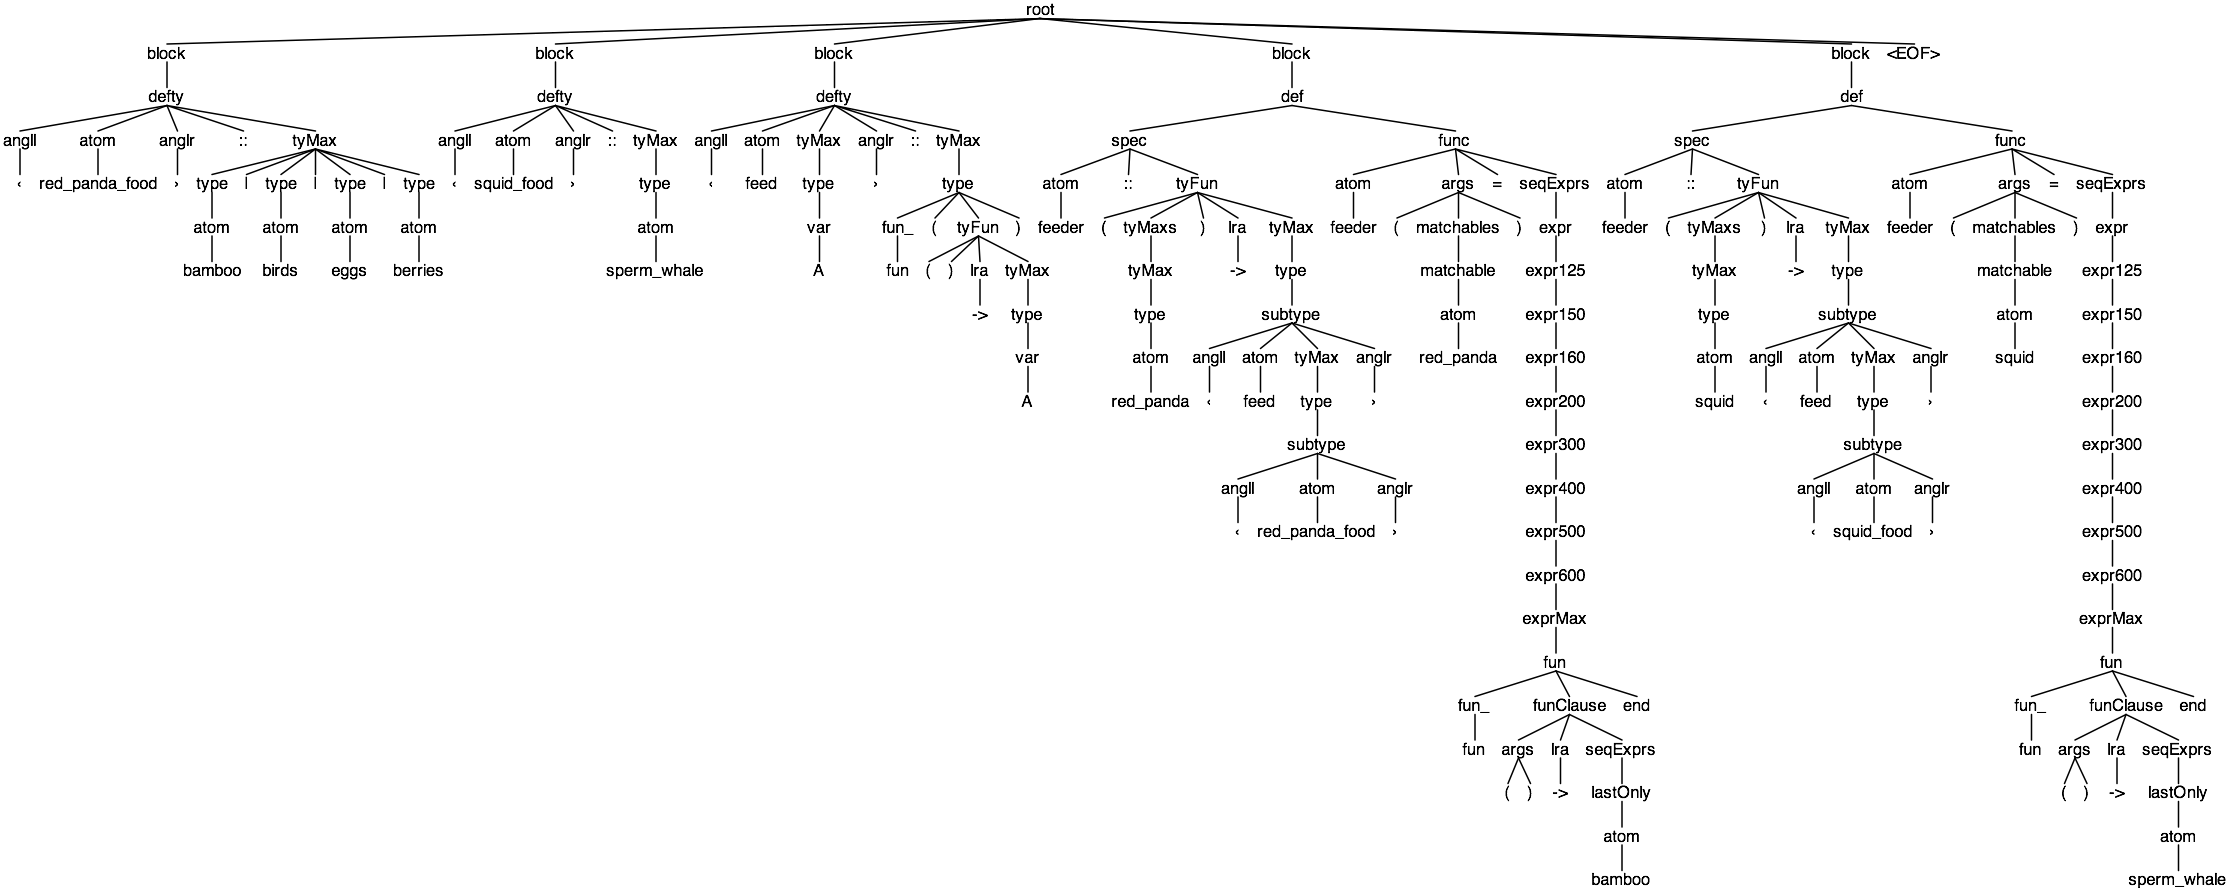 root
block block block block block <EOF>
defty defty defty def def
angll atom anglr :: tyMax angll atom anglr :: tyMax angll atom tyMax anglr :: tyMax spec func spec func
‹ red_panda_food › type | type | type | type ‹ squid_food › type ‹ feed type › type atom :: tyFun atom args = seqExprs atom :: tyFun atom args = seqExprs
atom atom atom atom atom var fun_ ( tyFun ) feeder ( tyMaxs ) lra tyMax feeder ( matchables ) expr feeder ( tyMaxs ) lra tyMax feeder ( matchables ) expr
bamboo birds eggs berries sperm_whale A fun ( ) lra tyMax tyMax -> type matchable expr125 tyMax -> type matchable expr125
-> type type subtype atom expr150 type subtype atom expr150
var atom angll atom tyMax anglr red_panda expr160 atom angll atom tyMax anglr squid expr160
A red_panda ‹ feed type › expr200 squid ‹ feed type › expr200
subtype expr300 subtype expr300
angll atom anglr expr400 angll atom anglr expr400
‹ red_panda_food › expr500 ‹ squid_food › expr500
expr600 expr600
exprMax exprMax
fun fun
fun_ funClause end fun_ funClause end
fun args lra seqExprs fun args lra seqExprs
( ) -> lastOnly ( ) -> lastOnly
atom atom
bamboo sperm_whale